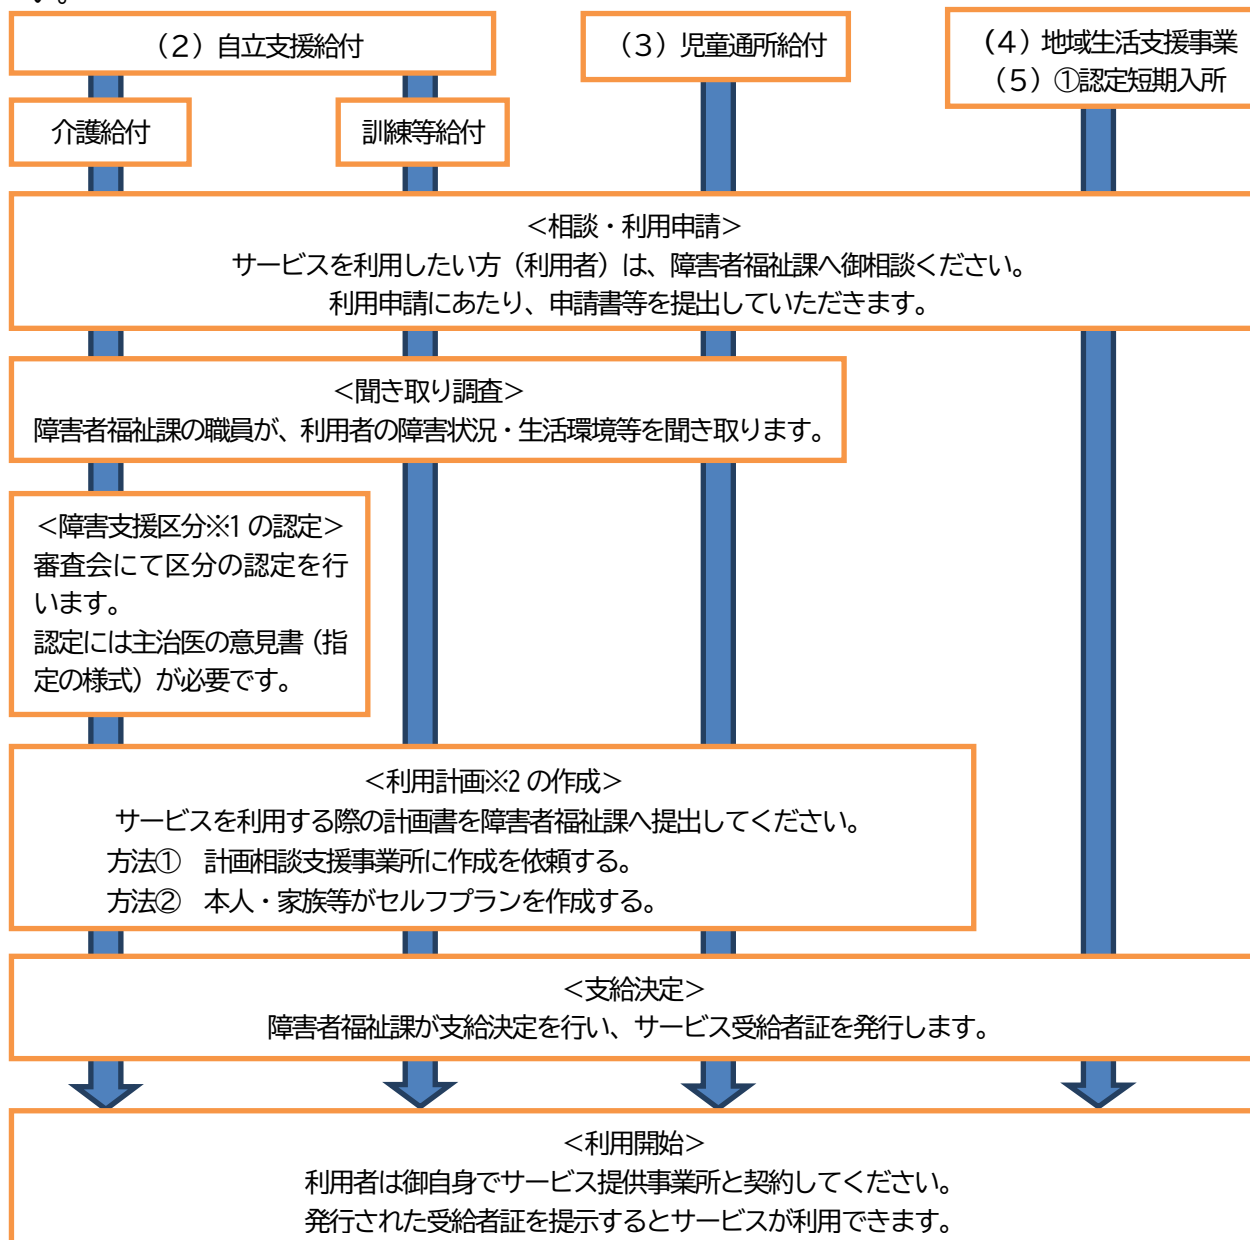 い。
（2）自立支援給付
（3）児童通所給付
（4）地域生活支援事業
（5）①認定短期入所
介護給付
訓練等給付
＜相談・利用申請＞
サービスを利用したい方（利用者）は、障害者福祉課へ御相談ください。
利用申請にあたり、申請書等を提出していただきます。
＜聞き取り調査＞
障害者福祉課の職員が、利用者の障害状況・生活環境等を聞き取ります。
＜障害支援区分※1 の認定＞
審査会にて区分の認定を行
います。
認定には主治医の意見書（指
定の様式）が必要です。
＜利用計画※2 の作成＞
サービスを利用する際の計画書を障害者福祉課へ提出してください。
方法①　計画相談支援事業所に作成を依頼する。
方法②　本人・家族等がセルフプランを作成する。
＜支給決定＞
障害者福祉課が支給決定を行い、サービス受給者証を発行します。
＜利用開始＞
利用者は御自身でサービス提供事業所と契約してください。
発行された受給者証を提示するとサービスが利用できます。